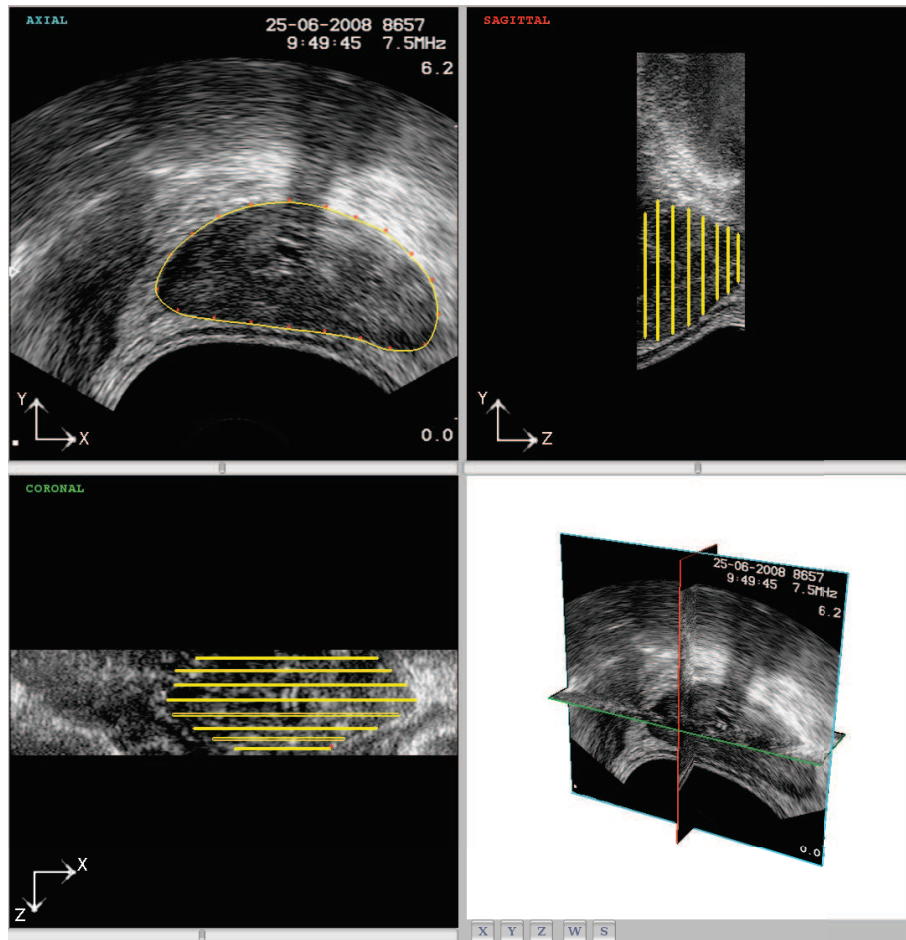 AXIAL
25-06-2008 8657
9:49:45 7.5MHz
6.2
Y
X
0.0
SAGITTAL
Y
Z
CORONAL
X
Z
25-06-2008 8657
9:49:45 7.5MHz
6.2
0.0
X Y Z W S